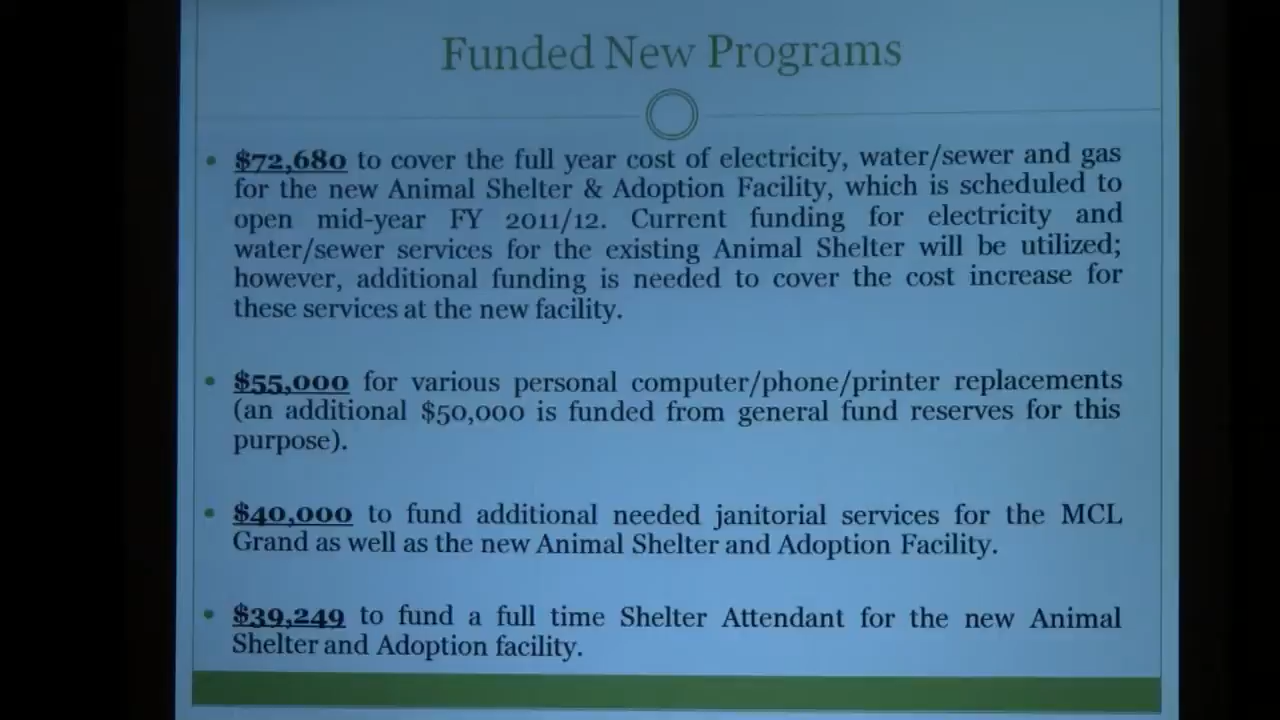 Funded New Programs
• $72,680 to cover the full year cost of electricity, water/sewer and gas
for the new Animal Shelter & Adoption Facility, which is scheduled to
open mid-year FY 2011/12. Current funding for electricity and
water/sewer services for the existing Animal Shelter will be utilized;
however, additional funding is needed to cover the cost increase for
these services at the new facility.
• $55,000 for various personal computer/phone/printer replacements
(an additional $50,000 is funded from general fund reserves for this
purpose).
• $40,000 to fund additional needed janitorial services for the MCL
Grand as well as the new Animal Shelter and Adoption Facility.
• $39,249 to fund a full time Shelter Attendant for the new Animal
Shelter and Adoption facility.